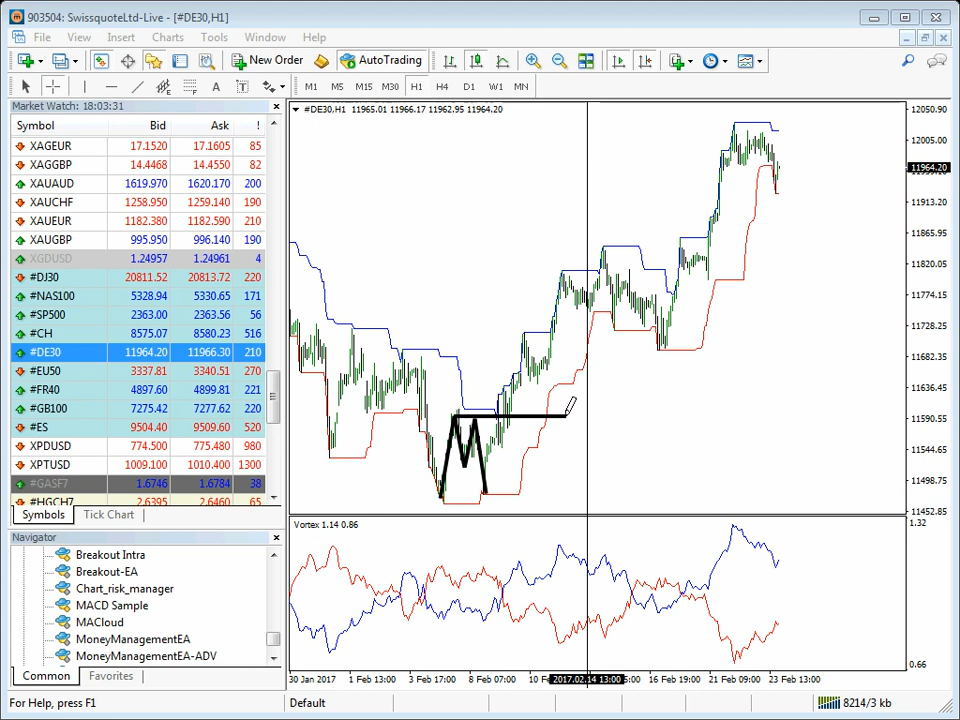 903504: SwissquoteLtd-Live - [#DE30,H1]
File View Insert Charts Tools Window Help
New Order AutoTrading
A T M1 M5 M15 M30 H1 H4 D1 W1 MN
Market Watch: 18:03:31
Symbol Bid Ask !
XAGEUR 17.1520 17.1605 85
XAGGBP 14.4468 14.4550 82
XAUAUD 1619.970 1620.170 200
XAUCHF 1258.950 1259.140 190
XAUEUR 1182.380 1182.590 210
XAUGBP 995.950 996.140 190
XGDUSD 1.24957 1.24961 4
#DJ30 20811.52 20813.72 220
#NAS100 5328.94 5330.65 171
#SP500 2363.00 2363.56 56
#CH 8575.07 8580.23 516
#DE30 11964.20 11966.30 210
#EU50 3337.81 3340.51 270
#FR40 4897.60 4899.81 221
#GB100 7275.42 7277.62 220
#ES 9504.40 9509.60 520
XPDUSD 774.500 775.480 980
XPTUSD 1009.100 1010.400 1300
#GASF7 1.6746 1.6784 38
#HGCH7 2.6395 2.6460 65
Symbols Tick Chart
Navigator
Breakout Intra
Breakout-EA
Chart_risk_manager
MACD Sample
MACloud
MoneyManagementEA
MoneyManagementEA-ADV
Common Favorites
#DE30,H1 11965.01 11966.17 11962.95 11964.20
12050.90
12005.00
11964.20
11913.20
11865.95
11820.05
11774.15
11728.25
11682.35
11636.45
11590.55
11544.65
11498.75
11452.85
Vortex 1.14 0.86
1.32
0.66
30 Jan 2017 1 Feb 13:00 3 Feb 17:00 8 Feb 07:00 10 F 2017.02.14 13:00 5:00 16 Feb 19:00 21 Feb 09:00 23 Feb 13:00
For Help, press F1 Default 8214/3 kb